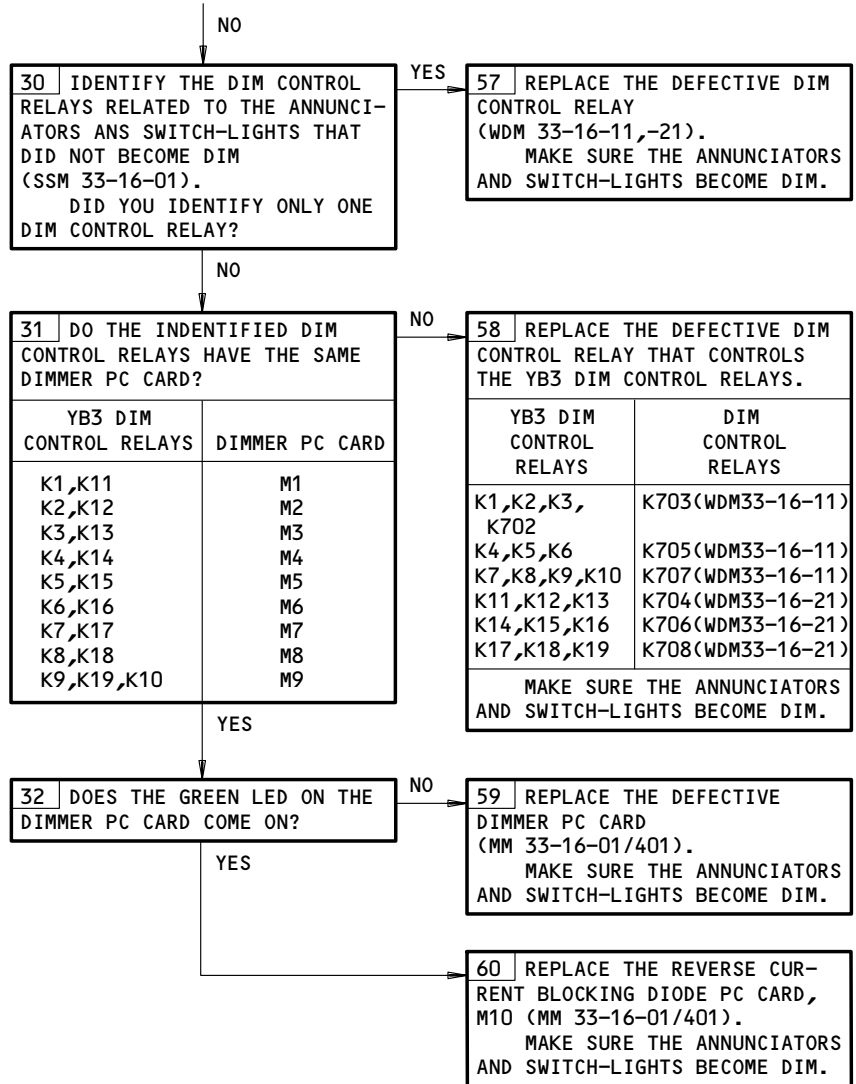 NO
30 IDENTIFY THE DIM CONTROL
RELAYS RELATED TO THE ANNUNCI-
ATORS ANS SWITCH-LIGHTS THAT
DID NOT BECOME DIM
(SSM 33-16-01).
DID YOU IDENTIFY ONLY ONE
DIM CONTROL RELAY?
YES
57 REPLACE THE DEFECTIVE DIM
CONTROL RELAY
(WDM 33-16-11,-21).
MAKE SURE THE ANNUNCIATORS
AND SWITCH-LIGHTS BECOME DIM.
NO
31 DO THE INDENTIFIED DIM
CONTROL RELAYS HAVE THE SAME
DIMMER PC CARD?
YB3 DIM
CONTROL RELAYS DIMMER PC CARD
K1,K11 M1
K2,K12 M2
K3,K13 M3
K4,K14 M4
K5,K15 M5
K6,K16 M6
K7,K17 M7
K8,K18 M8
K9,K19,K10 M9
NO
58 REPLACE THE DEFECTIVE DIM
CONTROL RELAY THAT CONTROLS
THE YB3 DIM CONTROL RELAYS.
YB3 DIM DIM
CONTROL CONTROL
RELAYS RELAYS
K1,K2,K3, K703(WDM33-16-11)
K702
K4,K5,K6 K705(WDM33-16-11)
K7,K8,K9,K10 K707(WDM33-16-11)
K11,K12,K13 K704(WDM33-16-21)
K14,K15,K16 K706(WDM33-16-21)
K17,K18,K19 K708(WDM33-16-21)
MAKE SURE THE ANNUNCIATORS
AND SWITCH-LIGHTS BECOME DIM.
YES
32 DOES THE GREEN LED ON THE
DIMMER PC CARD COME ON?
NO
59 REPLACE THE DEFECTIVE
DIMMER PC CARD
(MM 33-16-01/401).
MAKE SURE THE ANNUNCIATORS
AND SWITCH-LIGHTS BECOME DIM.
YES
60 REPLACE THE REVERSE CUR-
RENT BLOCKING DIODE PC CARD,
M10 (MM 33-16-01/401).
MAKE SURE THE ANNUNCIATORS
AND SWITCH-LIGHTS BECOME DIM.